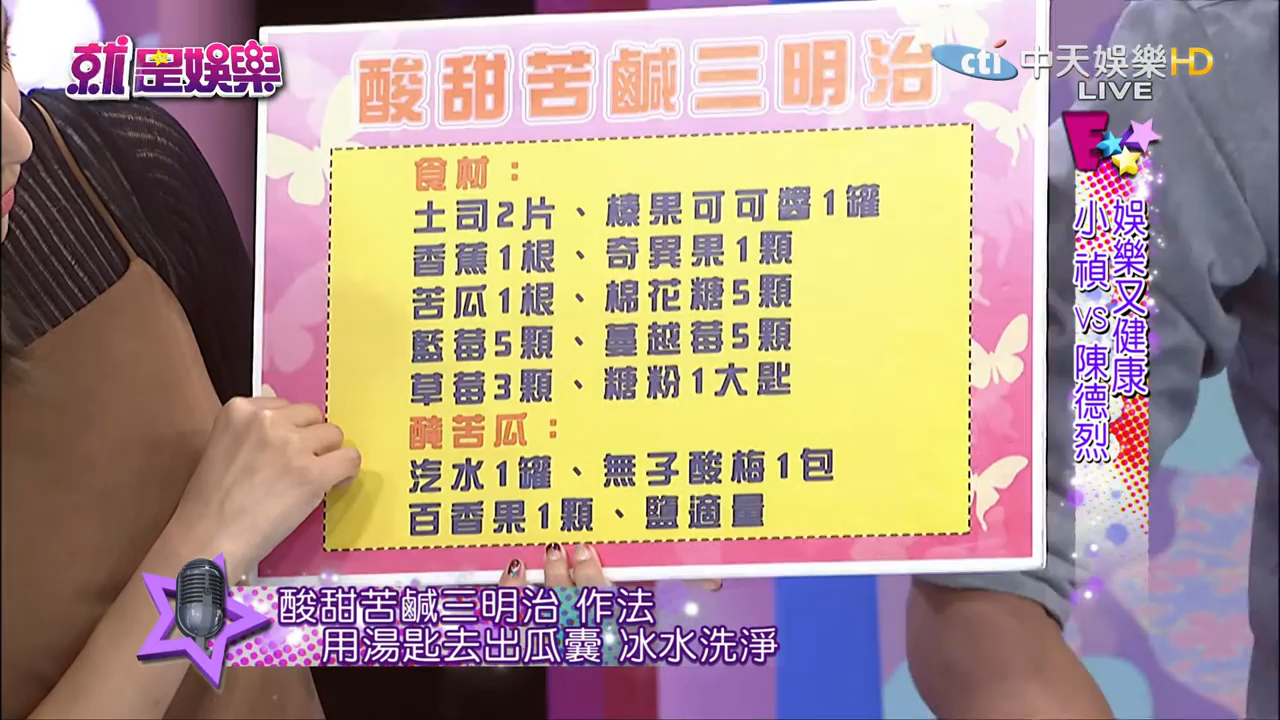 就是娛樂
cti 中天娛樂HD
LIVE
酸甜苦鹹三明治
食材：
土司2片、榛果可可醬1罐
香蕉1根、奇異果1顆
苦瓜1根、棉花糖5顆
藍莓5顆、蔓越莓5顆
草莓3顆、糖粉1大匙
醃苦瓜：
汽水1罐、無子酸梅1包
百香果1顆、鹽適量
E
娛樂又健康
小禎 VS 陳德烈
酸甜苦鹹三明治 作法
用湯匙去出瓜囊 冰水洗淨